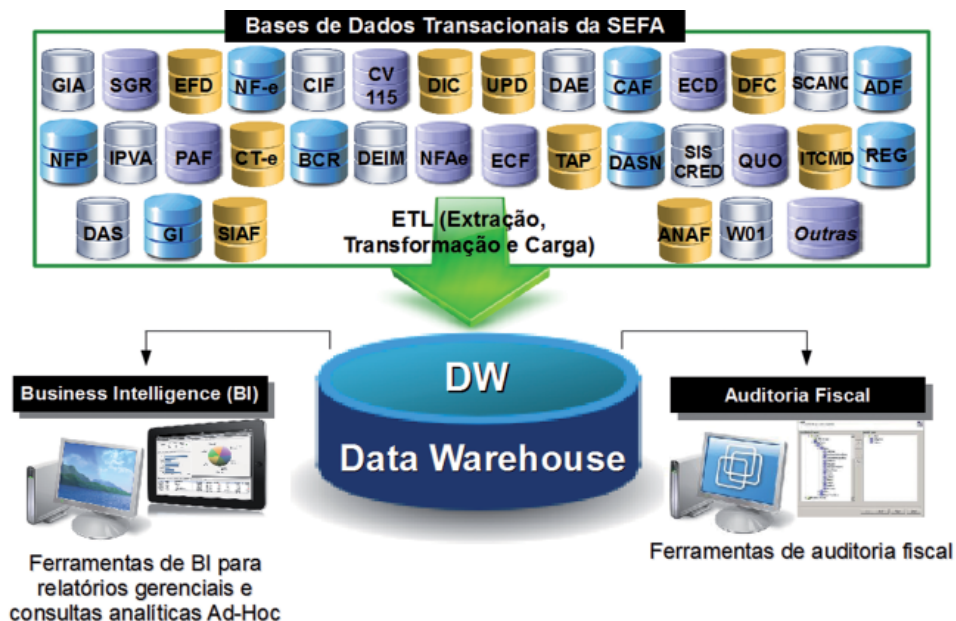 Bases de Dados Transacionais da SEFA
GIA SGR EFD NF-e CIF CV 115 DIC UPD DAE CAF ECD DFC SCANC ADF
NFP IPVA PAF CT-e BCR DEIM NFAe ECF TAP DASN SIS CRED QUO ITCMD REG
DAS GI SIAF ETL (Extração, Transformação e Carga) ANAF W01 Outras
DW
Data Warehouse
Business Intelligence (BI)
Ferramentas de BI para
relatórios gerenciais e
consultas analíticas Ad-Hoc
Auditoria Fiscal
Ferramentas de auditoria fiscal